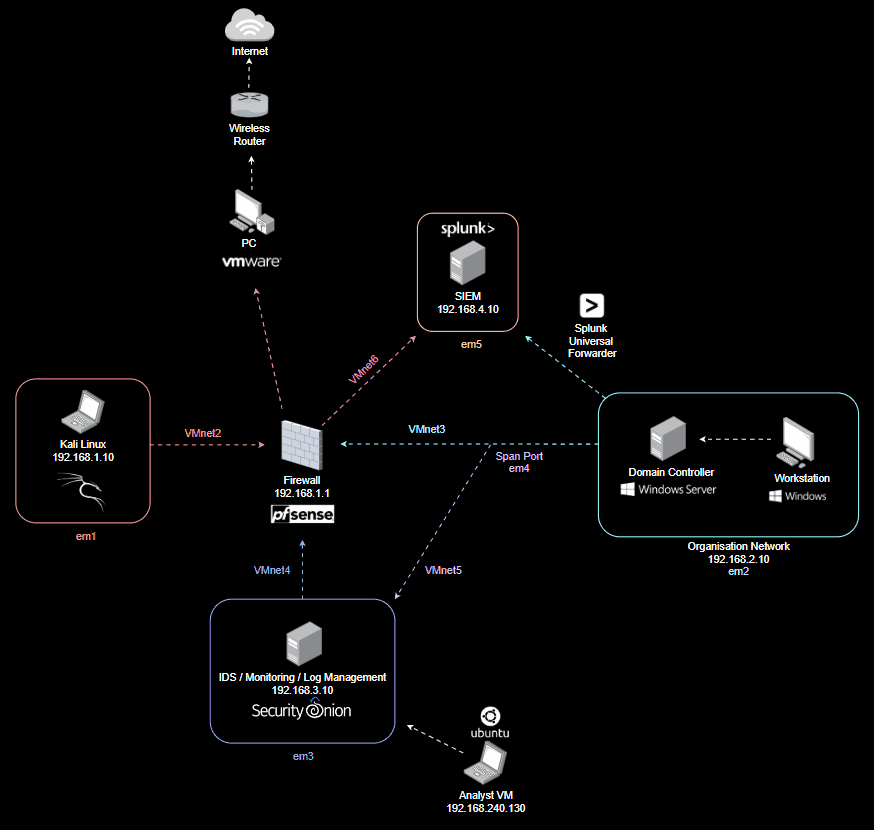 Internet
Wireless
Router
PC
vmware
splunk>
SIEM
192.168.4.10
em5
Splunk
Universal
Forwarder
VMnet6
Kali Linux
192.168.1.10
em1
VMnet2
Firewall
192.168.1.1
pfsense
VMnet3
Span Port
em4
Domain Controller
Windows Server
Workstation
Windows
Organisation Network
192.168.2.10
em2
VMnet4
VMnet5
IDS / Monitoring / Log Management
192.168.3.10
Security Onion
em3
ubuntu
Analyst VM
192.168.240.130